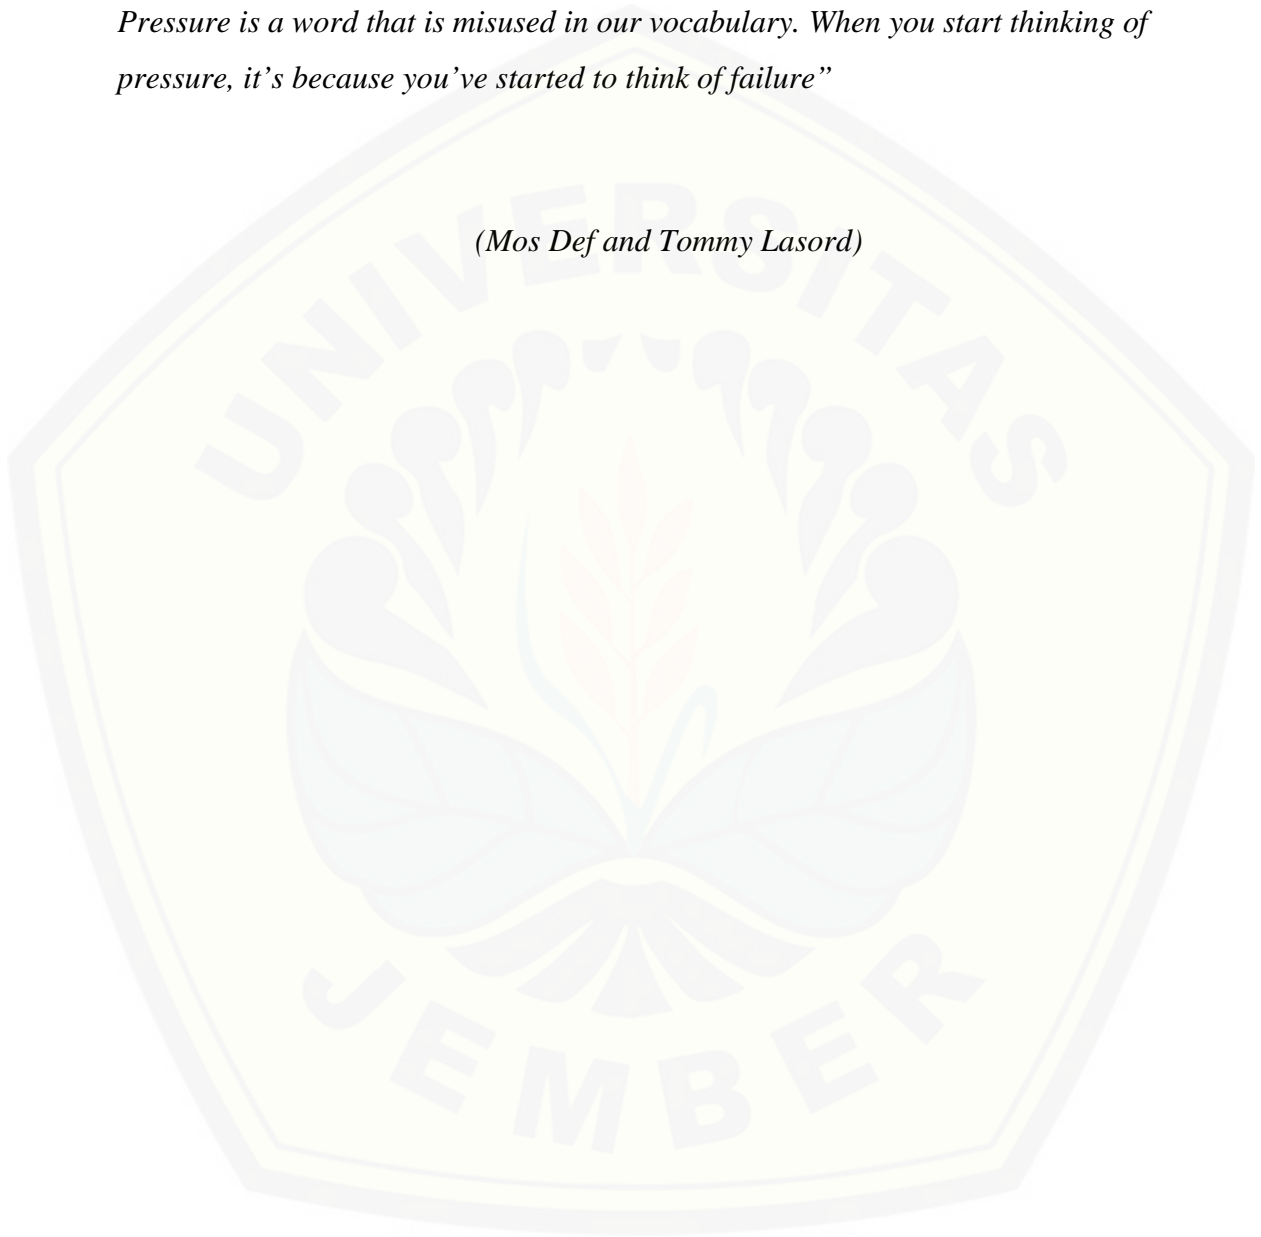 Pressure is a word that is misused in our vocabulary. When you start thinking of
pressure, it’s because you’ve started to think of failure”
(Mos Def and Tommy Lasord)
UNIVERSITAS
JEMBER